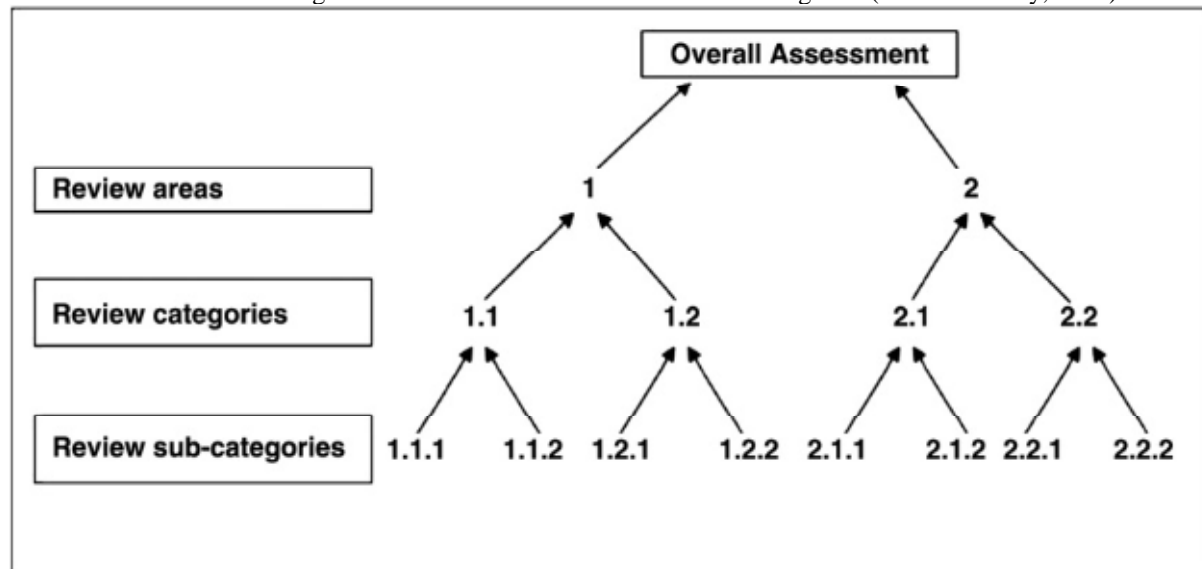 Overall Assessment
Review areas 1 2
Review categories 1.1 1.2 2.1 2.2
Review sub-categories 1.1.1 1.1.2 1.2.1 1.2.2 2.1.1 2.1.2 2.2.1 2.2.2